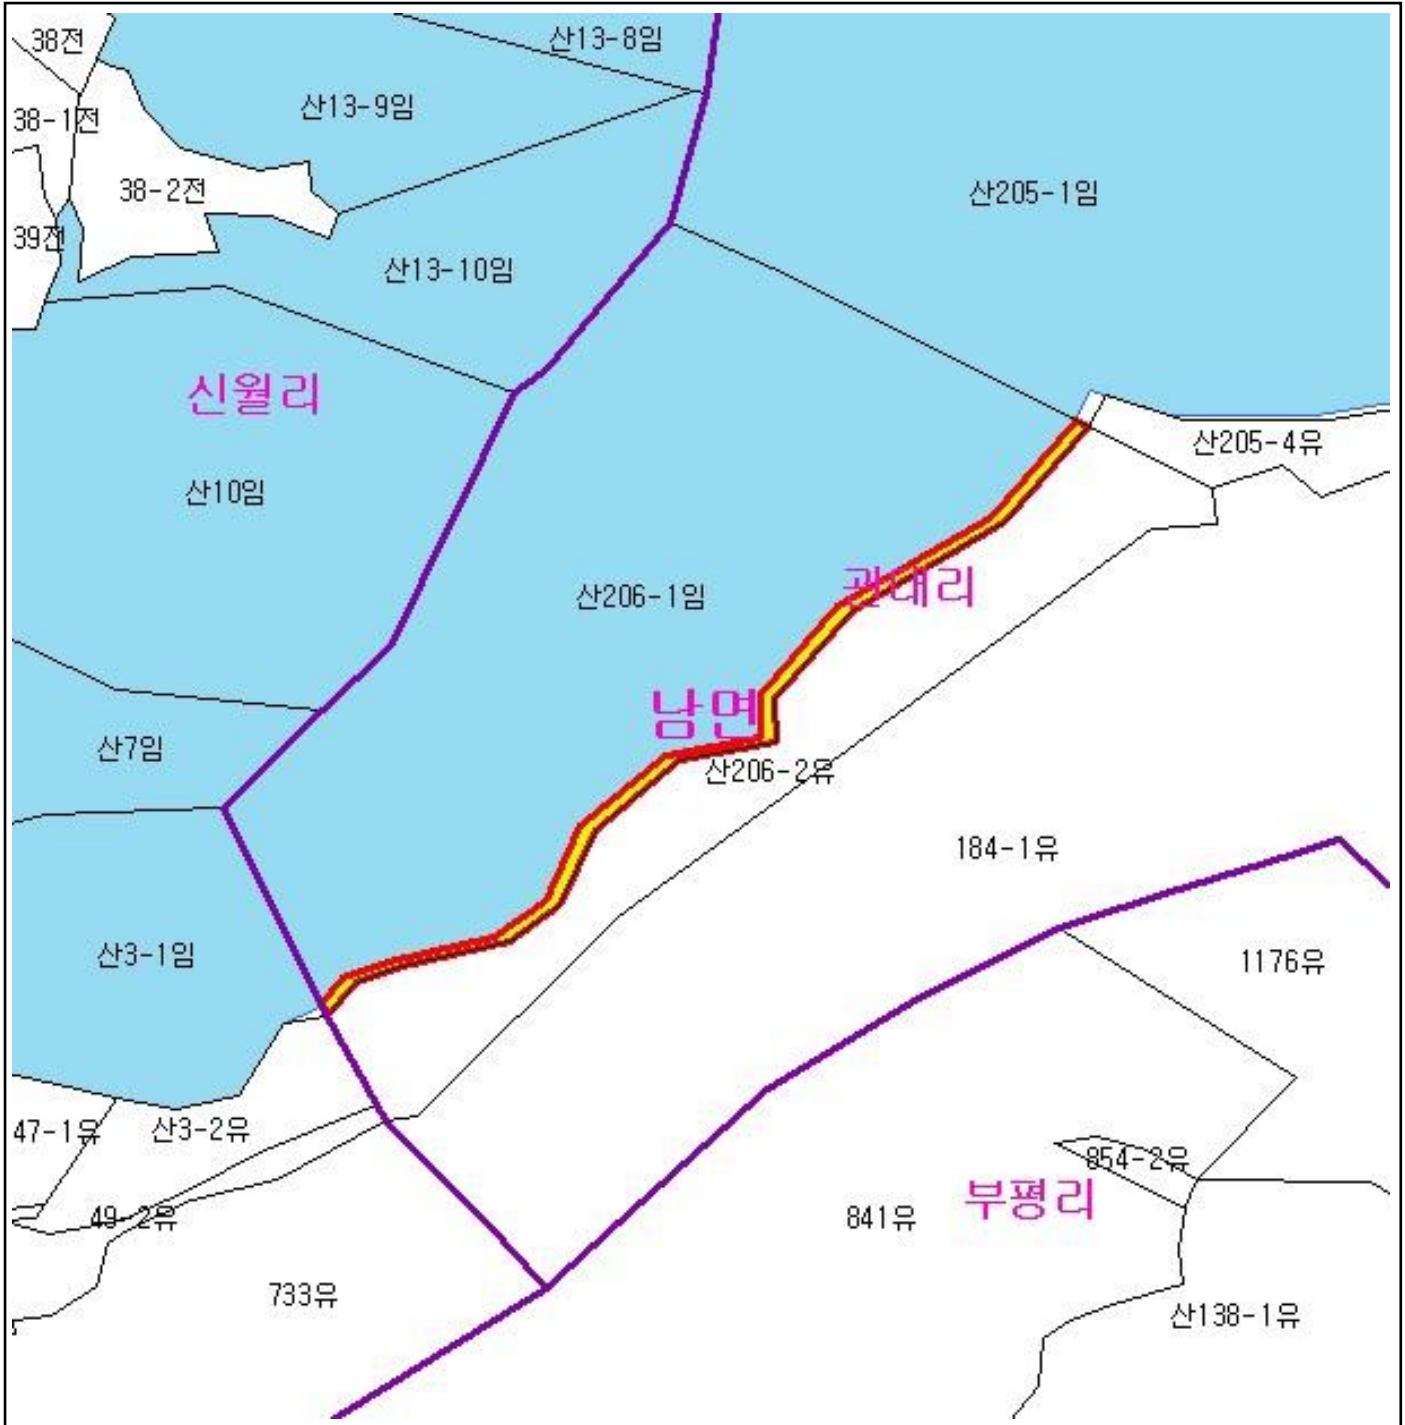 38전
산13-8임
산13-9임
38-1전
38-2전
산205-1임
39전
산13-10임
신월리
산205-4유
산10임
관대리
산206-1임
남면
산7임
산206-2유
184-1유
산3-1임
1176유
47-1유
산3-2유
854-2유
부평리
49-2유
841유
733유
산138-1유